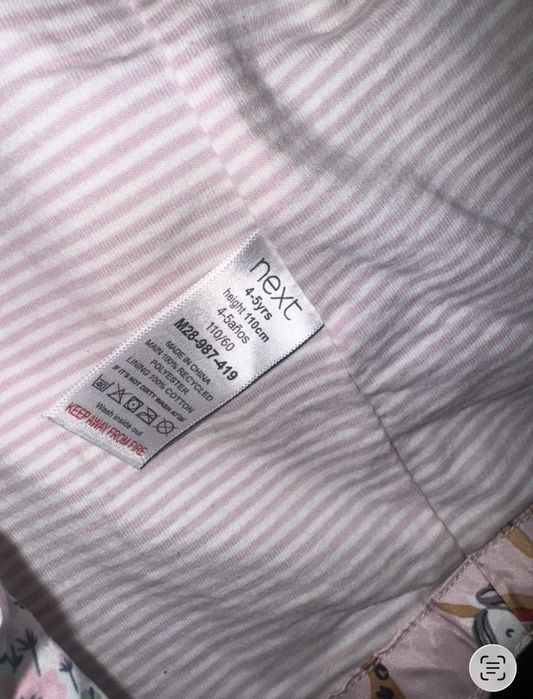 next
4-5yrs
height 110cm
4-5años
110/60
M28-987-419
MADE IN CHINA
MAIN 100% RECYCLED
POLYESTER
LINING 100% COTTON
IF IT'S NOT DIRTY WASH AT 30°
Wash inside out
KEEP AWAY FROM FIRE